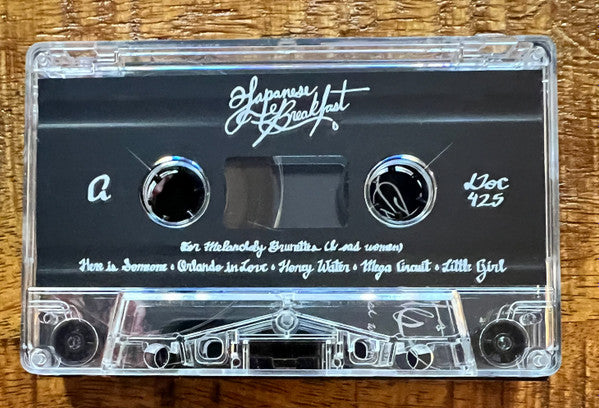 Japanese
Breakfast
A
Doc
425
(For Melancholy Brunettes (& sad women)
Here is Someone • Orlando in Love • Honey Water • Mega Circuit • Little Girl